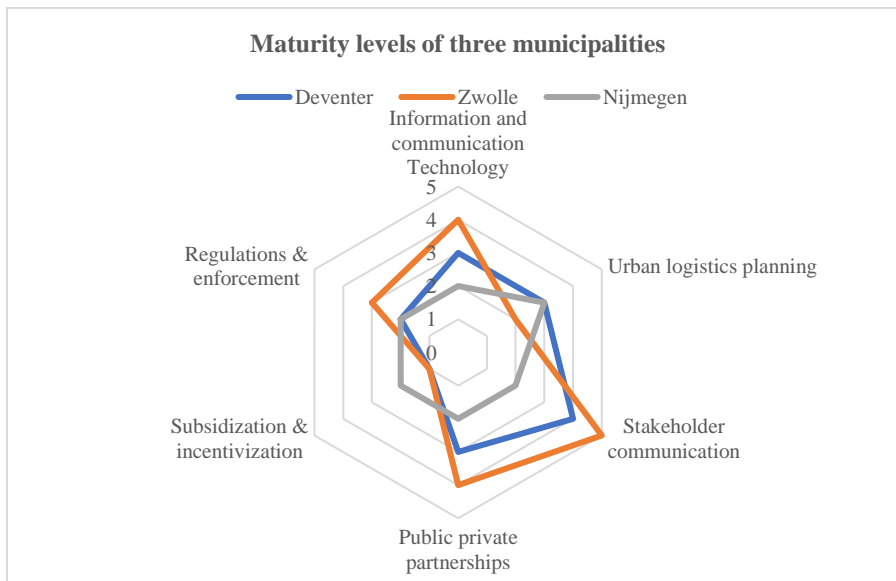 Maturity levels of three municipalities
Deventer Zwolle Nijmegen
Information and
communication
Technology
5
4
3
2
1
0
Regulations &
enforcement
Urban logistics planning
Subsidization &
incentivization
Stakeholder
communication
Public private
partnerships